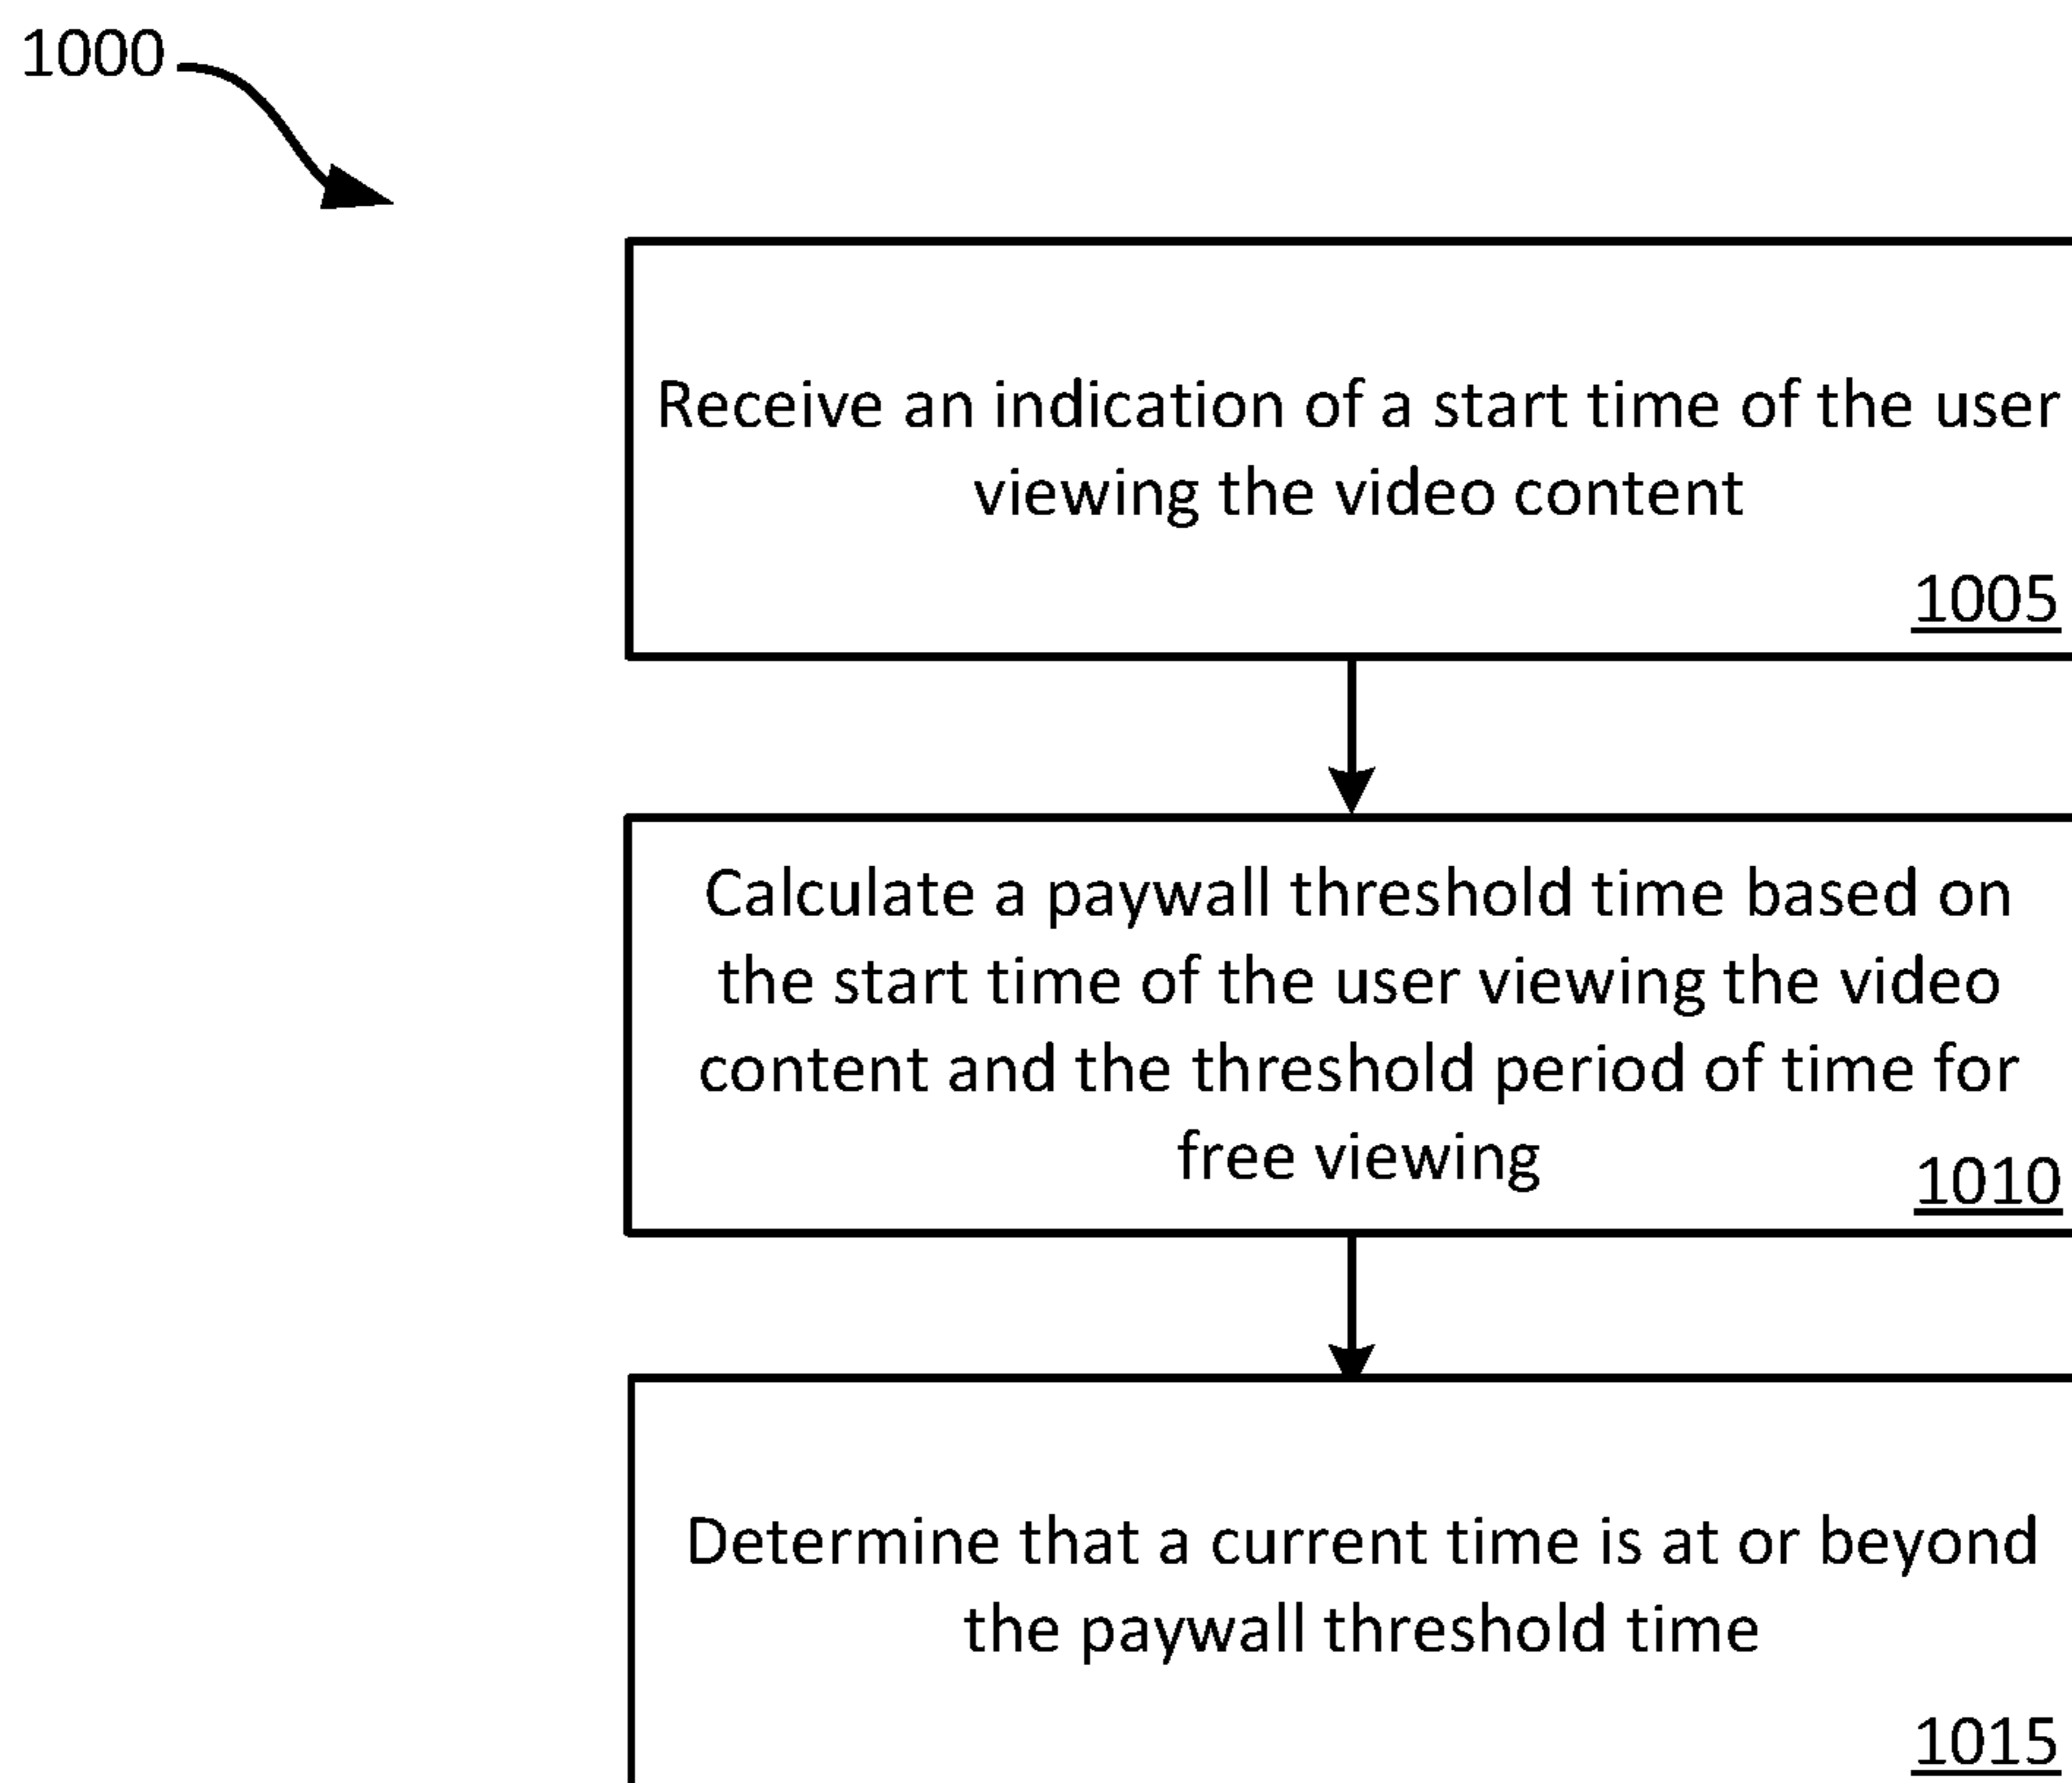 1000
Receive an indication of a start time of the user
viewing the video content
1005
Calculate a paywall threshold time based on
the start time of the user viewing the video
content and the threshold period of time for
free viewing
1010
Determine that a current time is at or beyond
the paywall threshold time
1015